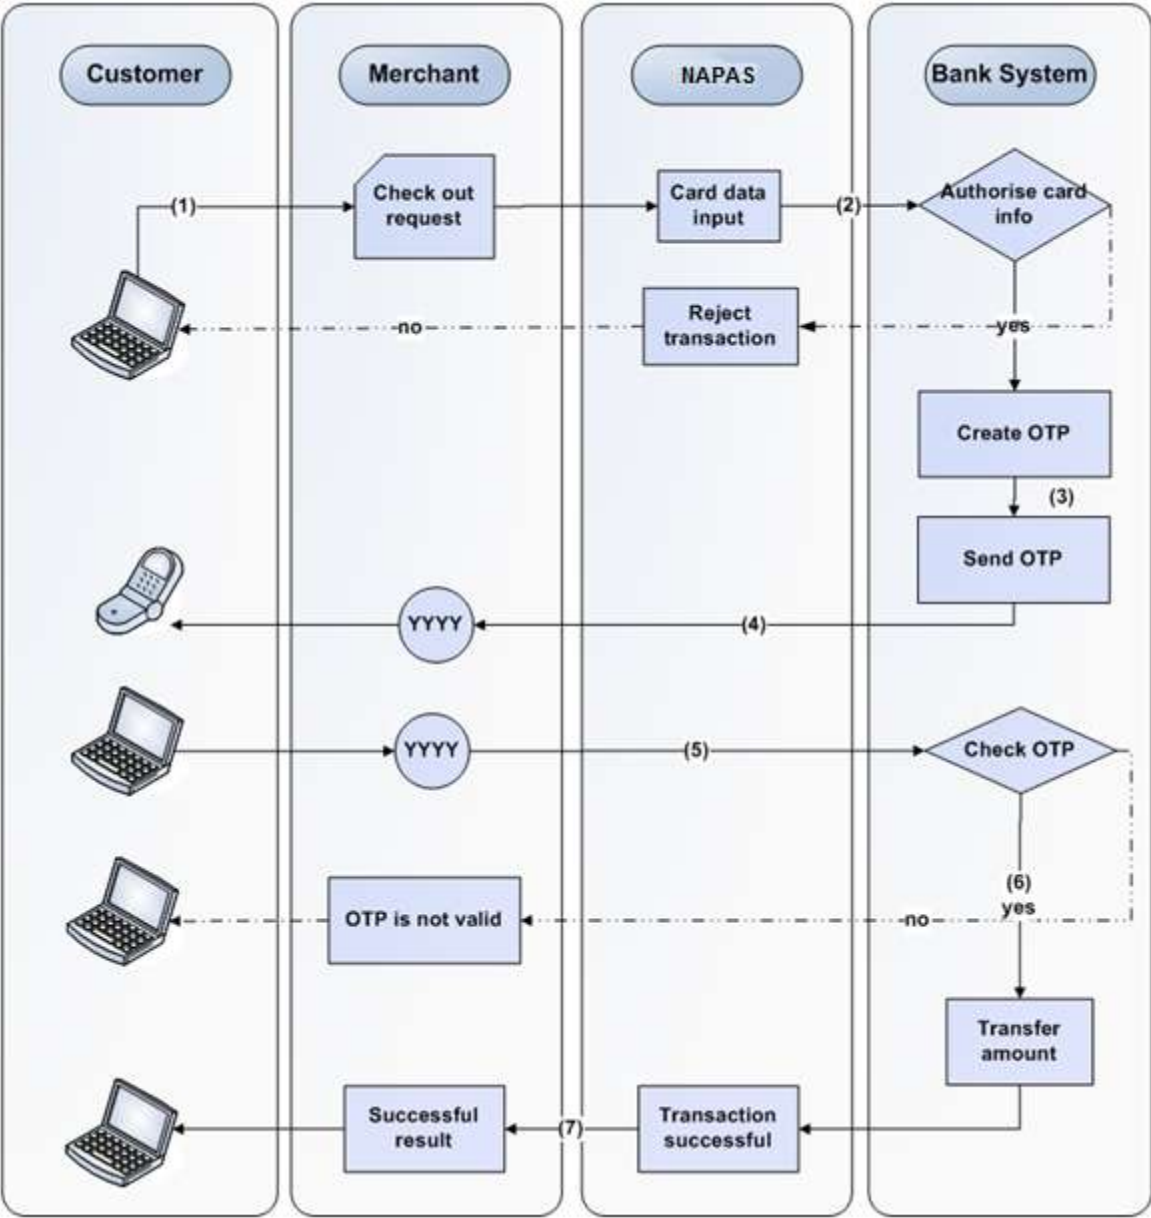 Customer
Merchant
NAPAS
Bank System
(1)
Check out
request
Card data
input
(2)
Authorise card
info
no
Reject
transaction
yes
Create OTP
(3)
Send OTP
YYYY
(4)
YYYY
(5)
Check OTP
OTP is not valid
no
(6)
yes
Transfer
amount
Successful
result
(7)
Transaction
successful